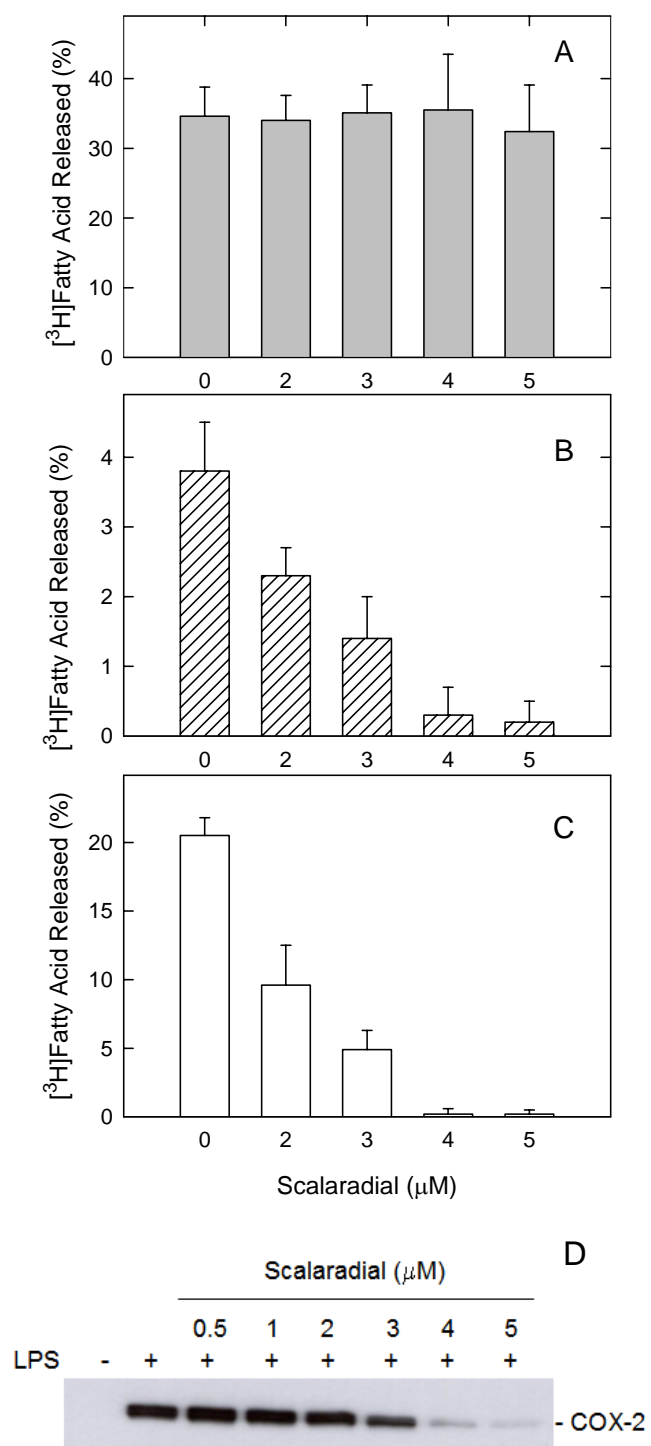 A
[³H]Fatty Acid Released (%)
40
30
20
10
0
0 2 3 4 5
B
[³H]Fatty Acid Released (%)
4
3
2
1
0
0 2 3 4 5
C
[³H]Fatty Acid Released (%)
20
15
10
5
0
0 2 3 4 5
Scalaradial (μM)
D
Scalaradial (μM)
0.5 1 2 3 4 5
LPS - + + + + + + +
- COX-2